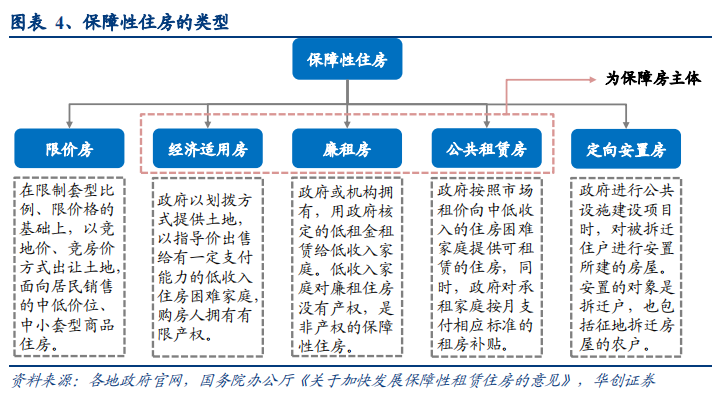 图表 4、保障性住房的类型
保障性住房
为保障房主体
限价房
经济适用房
廉租房
公共租赁房
定向安置房
在限制套型比
例、限价格的
基础上，以竞
地价、竞房价
方式出让土地，
面向居民销售
的中低价位、
中小套型商品
住房。
政府以划拨方
式提供土地，
以指导价出售
给有一定支付
能力的低收入
住房困难家庭，
购房人拥有有
限产权。
政府或机构拥
有，用政府核
定的低租金租
赁给低收入家
庭。低收入家
庭对廉租住房
没有产权，是
非产权的保障
性住房。
政府按照市场
租价向中低收
入的住房困难
家庭提供可租
赁的住房，同
时，政府对承
租家庭按月支
付相应标准的
租房补贴。
政府进行公共
设施建设项目
时，对被拆迁
住户进行安置
所建的房屋。
安置的对象是
拆迁户，也包
括征地拆迁房
屋的农户。
资料来源：各地政府官网，国务院办公厅《关于加快发展保障性租赁住房的意见》，华创证券